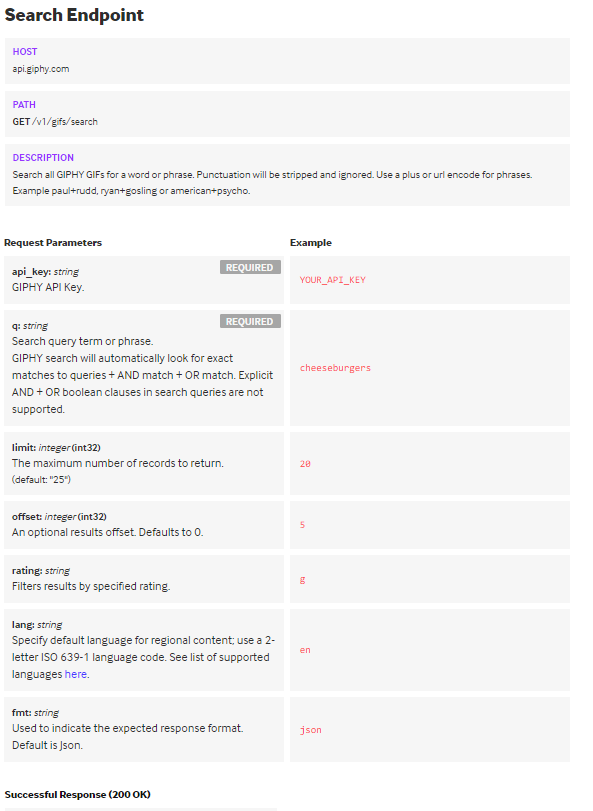 Search Endpoint
HOST
api.giphy.com
PATH
GET /v1/gifs/search
DESCRIPTION
Search all GIPHY GIFs for a word or phrase. Punctuation will be stripped and ignored. Use a plus or url encode for phrases.
Example paul+rudd, ryan+gosling or american+psycho.
Request Parameters
Example
api_key: string
REQUIRED
GIPHY API Key.
YOUR_API_KEY
q: string
REQUIRED
Search query term or phrase.
GIPHY search will automatically look for exact
matches to queries + AND match + OR match. Explicit
AND + OR boolean clauses in search queries are not
supported.
cheeseburgers
limit: integer (int32)
The maximum number of records to return.
(default: "25")
20
offset: integer (int32)
An optional results offset. Defaults to 0.
5
rating: string
Filters results by specified rating.
g
lang: string
Specify default language for regional content; use a 2-
letter ISO 639-1 language code. See list of supported
languages here.
en
fmt: string
Used to indicate the expected response format.
Default is Json.
json
Successful Response (200 OK)